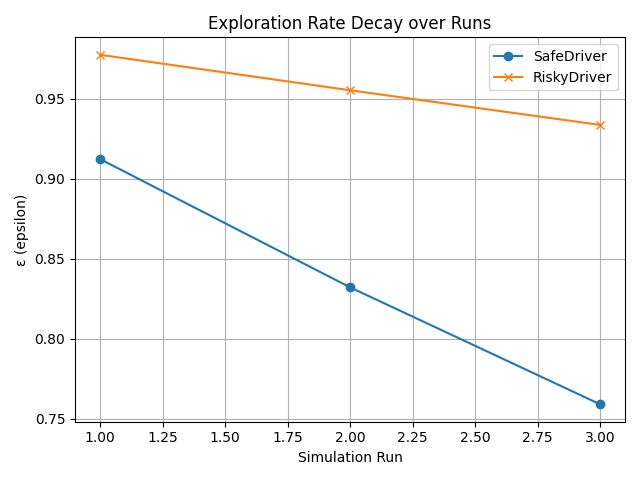 Exploration Rate Decay over Runs
SafeDriver
RiskyDriver
0.95
0.90
0.85
0.80
0.75
ε (epsilon)
1.00 1.25 1.50 1.75 2.00 2.25 2.50 2.75 3.00
Simulation Run